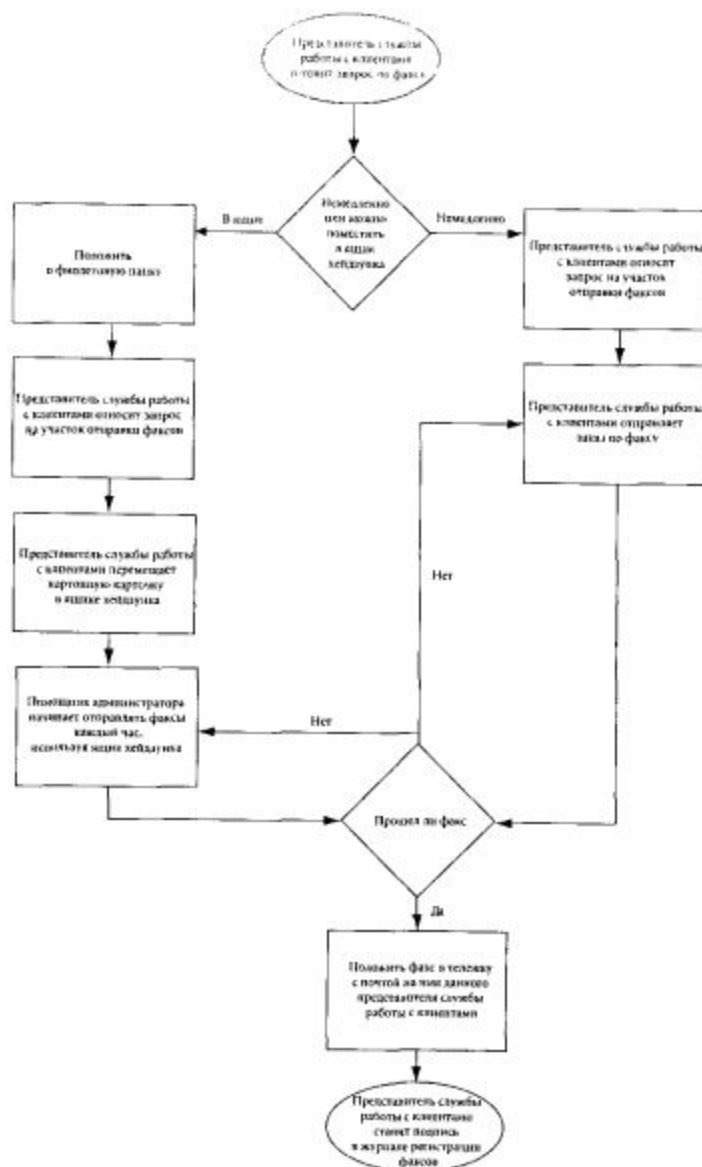 Представитель службы
работы с клиентами
готовит запрос по факсу
Немедленно
или можно
поместить
в ящик
хейдзунка
В ящик
Немедленно
Положить
в фиолетовую папку
Представитель службы работы
с клиентами относит
запрос на участок
отправки факсов
Представитель службы работы
с клиентами относит запрос
на участок отправки факсов
Представитель службы работы
с клиентами отправляет
заказ по факсу
Представитель службы работы
с клиентами перемещает
картонную карточку
в ящике хейдзунка
Нет
Помощник администратора
начинает отправлять факсы
каждый час,
используя ящик хейдзунка
Нет
Прошел ли факс
Да
Положить факс в тележку
с почтой на имя данного
представителя службы
работы с клиентами
Представитель службы
работы с клиентами
ставит подпись
в журнале регистрации
факсов